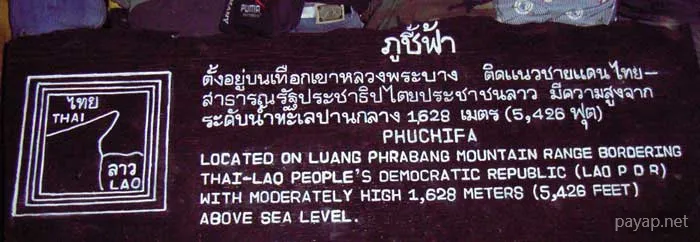 PUMA
ภูชี้ฟ้า
ไทย
THAI
ลาว
LAO
ตั้งอยู่บนเทือกเขาหลวงพระบาง ติดแนวชายแดนไทย-
สาธารณรัฐประชาธิปไตยประชาชนลาว มีความสูงจาก
ระดับน้ำทะเลปานกลาง 1,628 เมตร (5,426 ฟุต)
PHUCHIFA
LOCATED ON LUANG PHRABANG MOUNTAIN RANGE BORDERING
THAI-LAO PEOPLE'S DEMOCRATIC REPUBLIC (LAO P D R)
WITH MODERATELY HIGH 1,628 METERS (5,426 FEET)
ABOVE SEA LEVEL.
payap.net